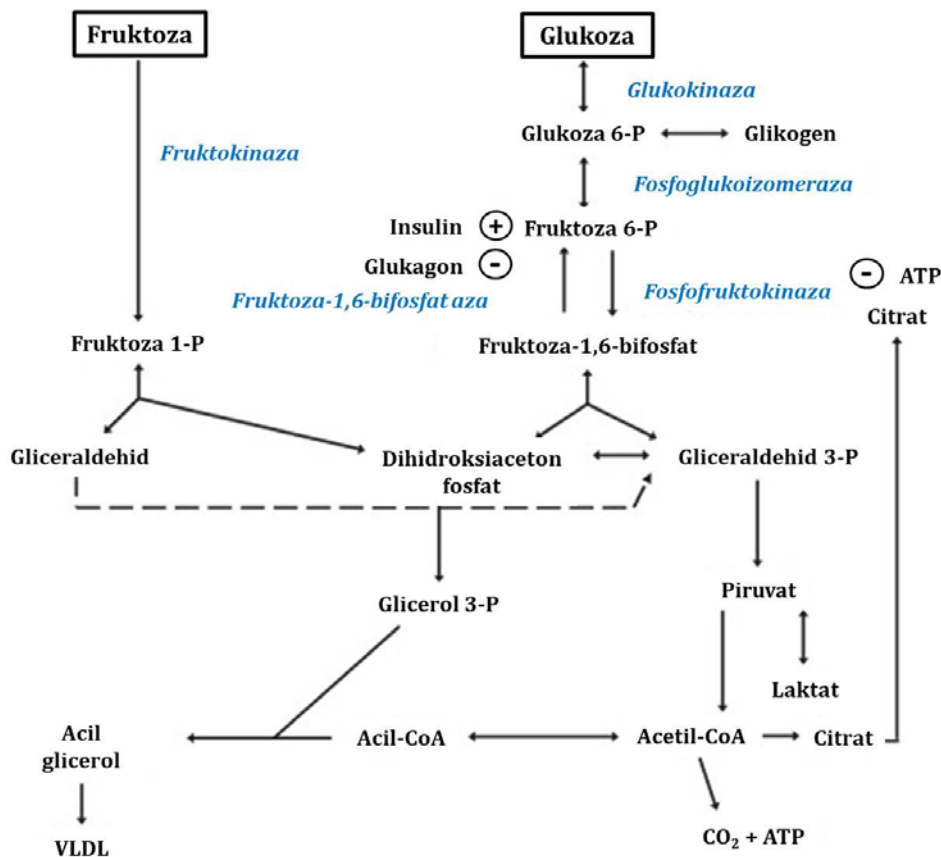 Fruktoza
Glukoza
Glukokinaza
Glukoza 6-P
Glikogen
Fruktokinaza
Fosfoglukoizomeraza
Insulin + Fruktoza 6-P
Glukagon -
- ATP
Fruktoza-1,6-bifosfat aza
Fosfofruktokinaza
Citrat
Fruktoza 1-P
Fruktoza-1,6-bifosfat
Gliceraldehid
Dihidroksiaceton
fosfat
Gliceraldehid 3-P
Piruvat
Glicerol 3-P
Laktat
Acil
glicerol
Acil-CoA
Acetil-CoA
Citrat
VLDL
CO₂ + ATP